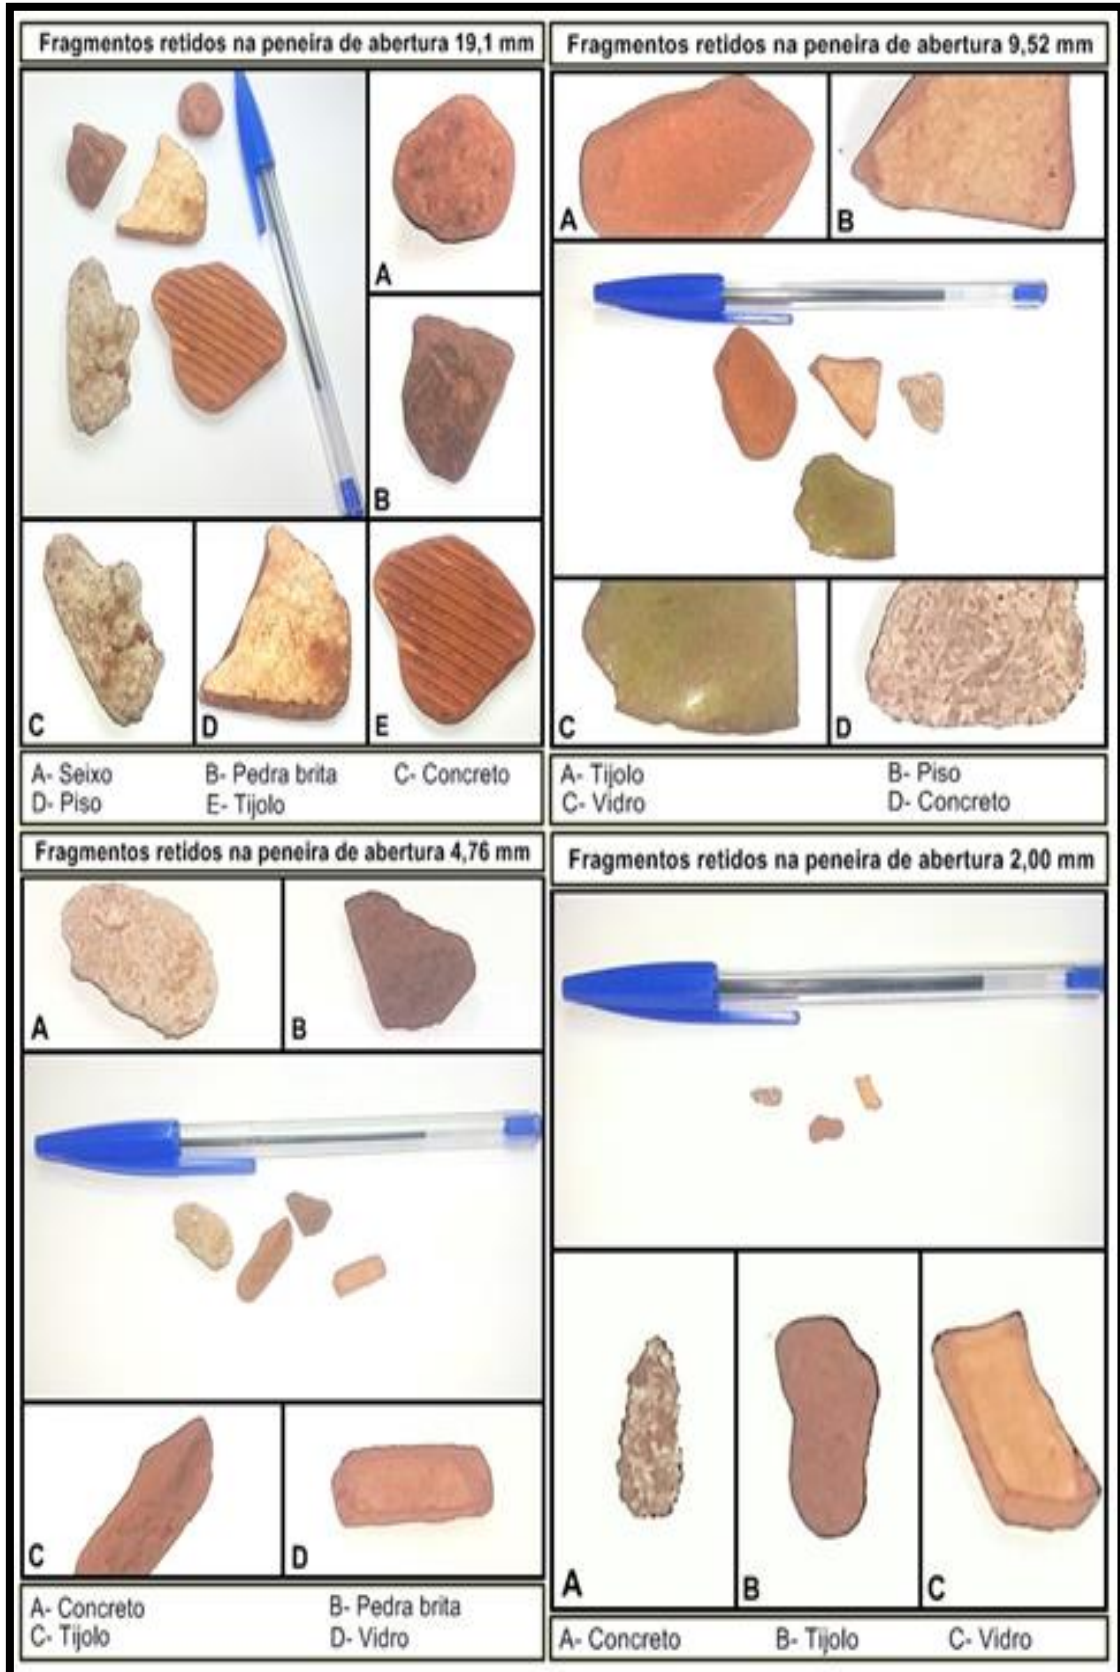 Fragmentos retidos na peneira de abertura 19,1 mm
A
B
C
D
E
A- Seixo B- Pedra brita C- Concreto
D- Piso E- Tijolo
Fragmentos retidos na peneira de abertura 9,52 mm
A
B
C
D
A- Tijolo B- Piso
C- Vidro D- Concreto
Fragmentos retidos na peneira de abertura 4,76 mm
A
B
C
D
A- Concreto B- Pedra brita
C- Tijolo D- Vidro
Fragmentos retidos na peneira de abertura 2,00 mm
A
B
C
A- Concreto B- Tijolo C- Vidro